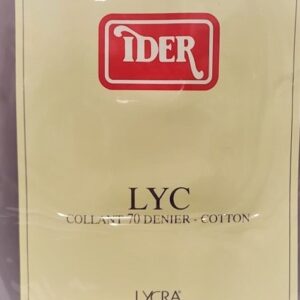 IDER
LYC
COLLANT 70 DENIER - COTTON
LYCRA®